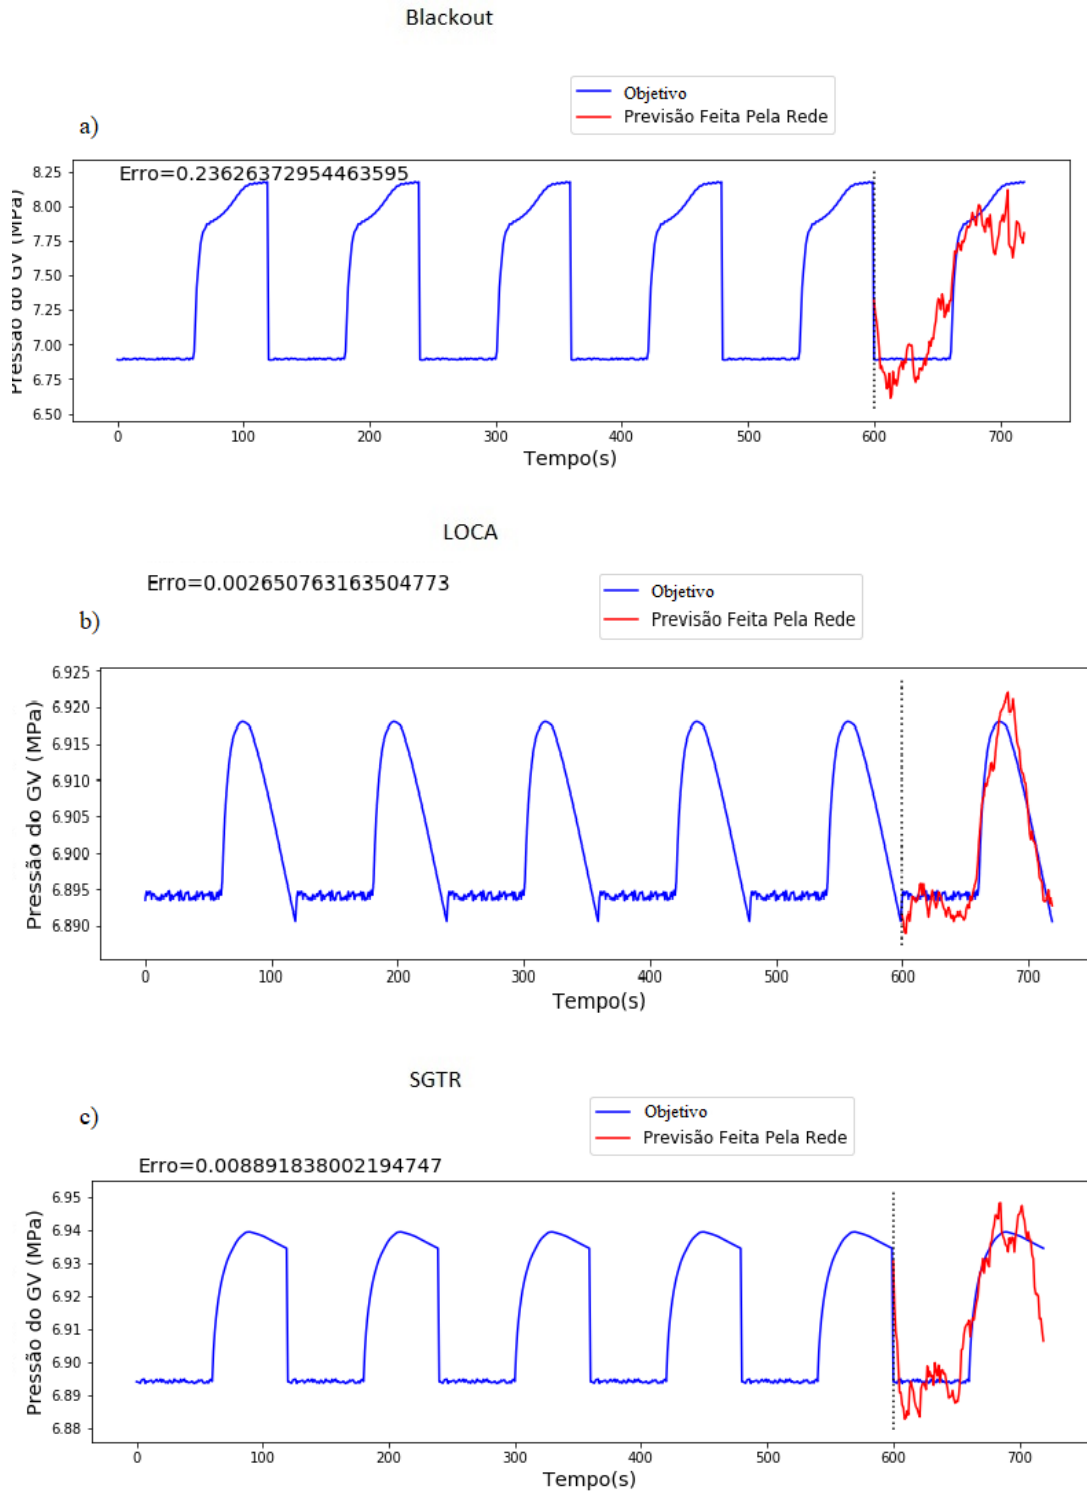 Blackout
Objetivo
Previsão Feita Pela Rede
a)
Erro=0.23626372954463595
8.25
8.00
7.75
7.50
7.25
7.00
6.75
6.50
Pressão do GV (MPa)
0 100 200 300 400 500 600 700
Tempo(s)
LOCA
Erro=0.002650763163504773
Objetivo
Previsão Feita Pela Rede
b)
6.925
6.920
6.915
6.910
6.905
6.900
6.895
6.890
Pressão do GV (MPa)
0 100 200 300 400 500 600 700
Tempo(s)
SGTR
Objetivo
Previsão Feita Pela Rede
c)
Erro=0.008891838002194747
6.95
6.94
6.93
6.92
6.91
6.90
6.89
6.88
Pressão do GV (MPa)
0 100 200 300 400 500 600 700
Tempo(s)